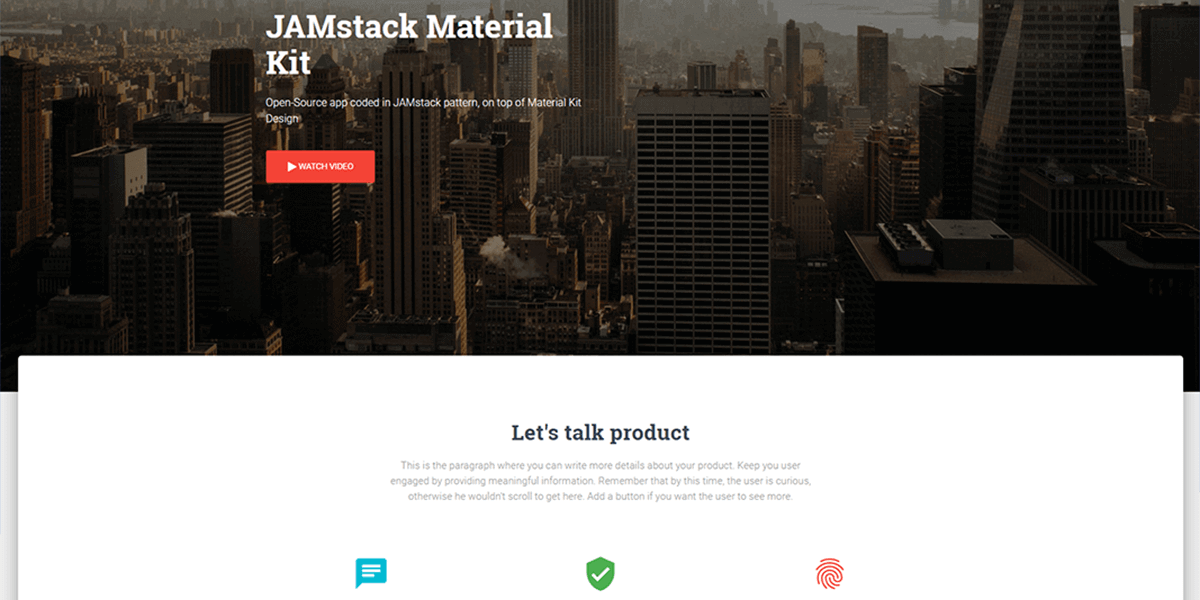 JAMstack Material
Kit
Open-Source app coded in JAMstack pattern, on top of Material Kit
Design
WATCH VIDEO
Let's talk product
This is the paragraph where you can write more details about your product. Keep you user
engaged by providing meaningful information. Remember that by this time, the user is curious,
otherwise he wouldn't scroll to get here. Add a button if you want the user to see more.